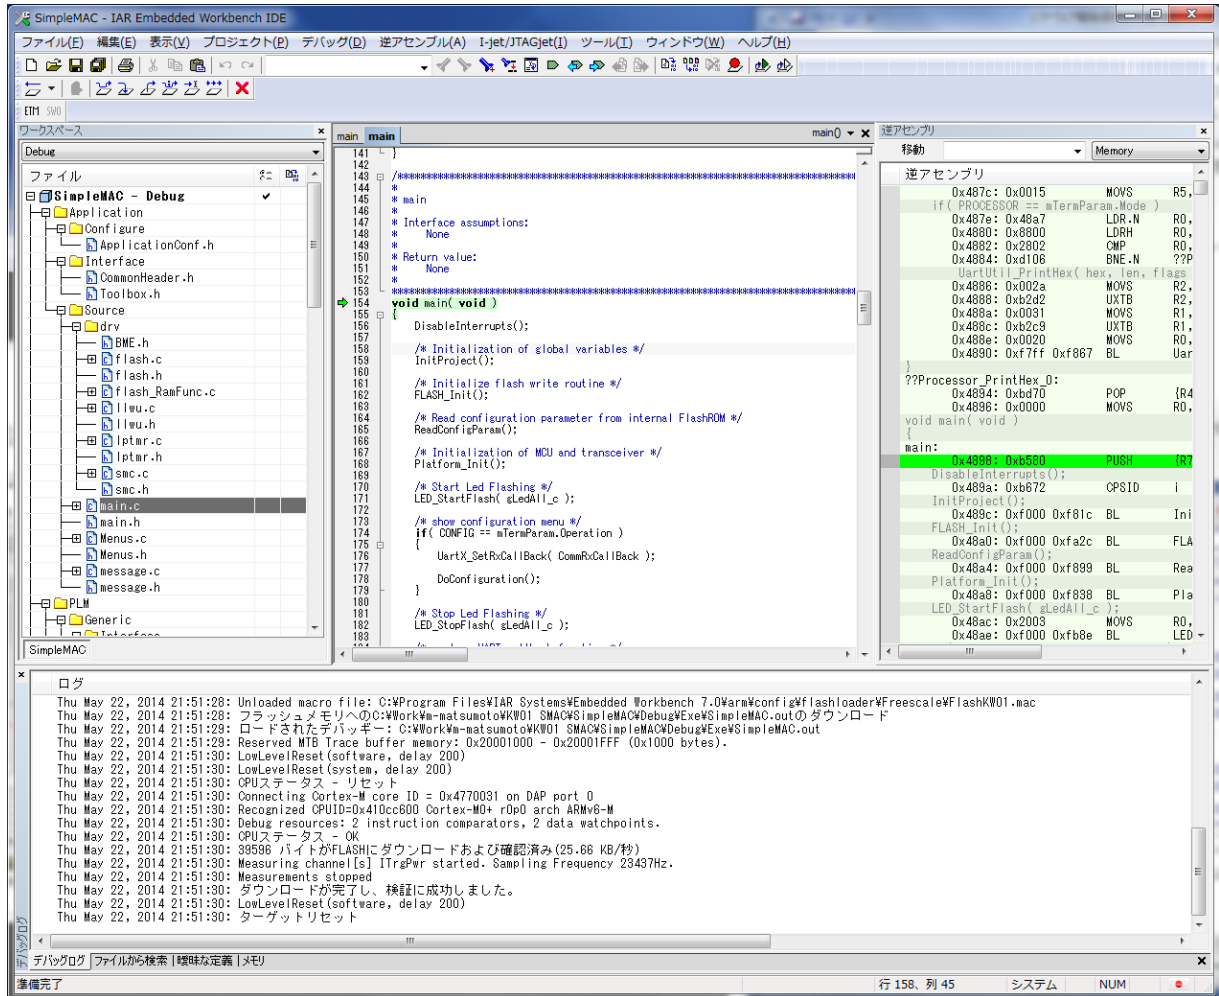 SimpleMAC - IAR Embedded Workbench IDE
ファイル(F) 編集(E) 表示(V) プロジェクト(P) デバッグ(D) 逆アセンブル(A) I-jet/JTAGjet(I) ツール(T) ウィンドウ(W) ヘルプ(H)
ETM SWO
ワークスペース
Debug
ファイル
SimpleMAC - Debug
Application
Configure
ApplicationConf.h
Interface
CommonHeader.h
Toolbox.h
Source
drv
BME.h
flash.c
flash.h
flash_RamFunc.c
llwu.c
llwu.h
lptmr.c
lptmr.h
smc.c
smc.h
main.c
main.h
Menus.c
Menus.h
message.c
message.h
PLM
Generic
Interface
SimpleMAC
main main
main()
141 }
142
143 /************************************************
144 *
145 * main
146 *
147 * Interface assumptions:
148 * None
149 *
150 * Return value:
151 * None
152 *
153 ************************************************
154 void main( void )
155 {
156 DisableInterrupts();
157
158 /* Initialization of global variables */
159 InitProject();
160
161 /* Initialize flash write routine */
162 FLASH_Init();
163
164 /* Read configuration parameter from internal FlashROM */
165 ReadConfigParam();
166
167 /* Initialization of MCU and transceiver */
168 Platform_Init();
169
170 /* Start Led Flashing */
171 LED_StartFlash( gLedAll_c );
172
173 /* show configuration menu */
174 if( CONFIG == mTermParam.Operation )
175 {
176 UartX_SetRxCallBack( CommRxCallBack );
177
178 DoConfiguration();
179 }
180
181 /* Stop Led Flashing */
182 LED_StopFlash( gLedAll_c );
183
逆アセンブリ
移動 Memory
逆アセンブリ
0x487c: 0x0015 MOVS R5,
if( PROCESSOR == mTermParam.Mode )
0x487e: 0x48a7 LDR.N R0,
0x4880: 0x8800 LDRH R0,
0x4882: 0x2802 CMP R0,
0x4884: 0xd106 BNE.N ??P
UartUtil_PrintHex( hex, len, flags
0x4886: 0x002a MOVS R2,
0x4888: 0xb2d2 UXTB R2,
0x488a: 0x0031 MOVS R1,
0x488c: 0xb2c9 UXTB R1,
0x488e: 0x0020 MOVS R0,
0x4890: 0xf7ff 0xf867 BL Uar
}
??Processor_PrintHex_0:
0x4894: 0xbd70 POP {R4
0x4896: 0x0000 MOVS R0,
void main( void )
{
main:
0x4898: 0xb580 PUSH {R7
DisableInterrupts();
0x489a: 0xb672 CPSID i
InitProject();
0x489c: 0xf000 0xf81c BL Ini
FLASH_Init();
0x48a0: 0xf000 0xfa2c BL FLA
ReadConfigParam();
0x48a4: 0xf000 0xf899 BL Rea
Platform_Init();
0x48a8: 0xf000 0xf838 BL Pla
LED_StartFlash( gLedAll_c );
0x48ac: 0x2003 MOVS R0,
0x48ae: 0xf000 0xfb8e BL LED
ログ
Thu May 22, 2014 21:51:28: Unloaded macro file: C:¥Program Files¥IAR Systems¥Embedded Workbench 7.0¥arm¥config¥flashloader¥Freescale¥FlashKW01.mac
Thu May 22, 2014 21:51:28: フラッシュメモリへのC:¥Work¥m-matsumoto¥KW01 SMAC¥SimpleMAC¥Debug¥Exe¥SimpleMAC.outのダウンロード
Thu May 22, 2014 21:51:29: ロードされたデバッギー: C:¥Work¥m-matsumoto¥KW01 SMAC¥SimpleMAC¥Debug¥Exe¥SimpleMAC.out
Thu May 22, 2014 21:51:29: Reserved MTB Trace buffer memory: 0x20001000 - 0x20001FFF (0x1000 bytes).
Thu May 22, 2014 21:51:30: LowLevelReset(software, delay 200)
Thu May 22, 2014 21:51:30: LowLevelReset(system, delay 200)
Thu May 22, 2014 21:51:30: CPUステータス - リセット
Thu May 22, 2014 21:51:30: Connecting Cortex-M core ID = 0x4770031 on DAP port 0
Thu May 22, 2014 21:51:30: Recognized CPUID=0x410cc600 Cortex-M0+ r0p0 arch ARMv6-M
Thu May 22, 2014 21:51:30: Debug resources: 2 instruction comparators, 2 data watchpoints.
Thu May 22, 2014 21:51:30: CPUステータス - OK
Thu May 22, 2014 21:51:30: 39596 バイトがFLASHにダウンロードおよび確認済み(25.66 KB/秒)
Thu May 22, 2014 21:51:30: Measuring channel[s] ITrgPwr started. Sampling Frequency 23437Hz.
Thu May 22, 2014 21:51:30: Measurements stopped
Thu May 22, 2014 21:51:30: ダウンロードが完了し、検証に成功しました。
Thu May 22, 2014 21:51:30: LowLevelReset(software, delay 200)
Thu May 22, 2014 21:51:30: ターゲットリセット
デバッグログ
デバッグログ ファイルから検索 曖昧な定義 メモリ
準備完了 行 158、列 45 システム NUM